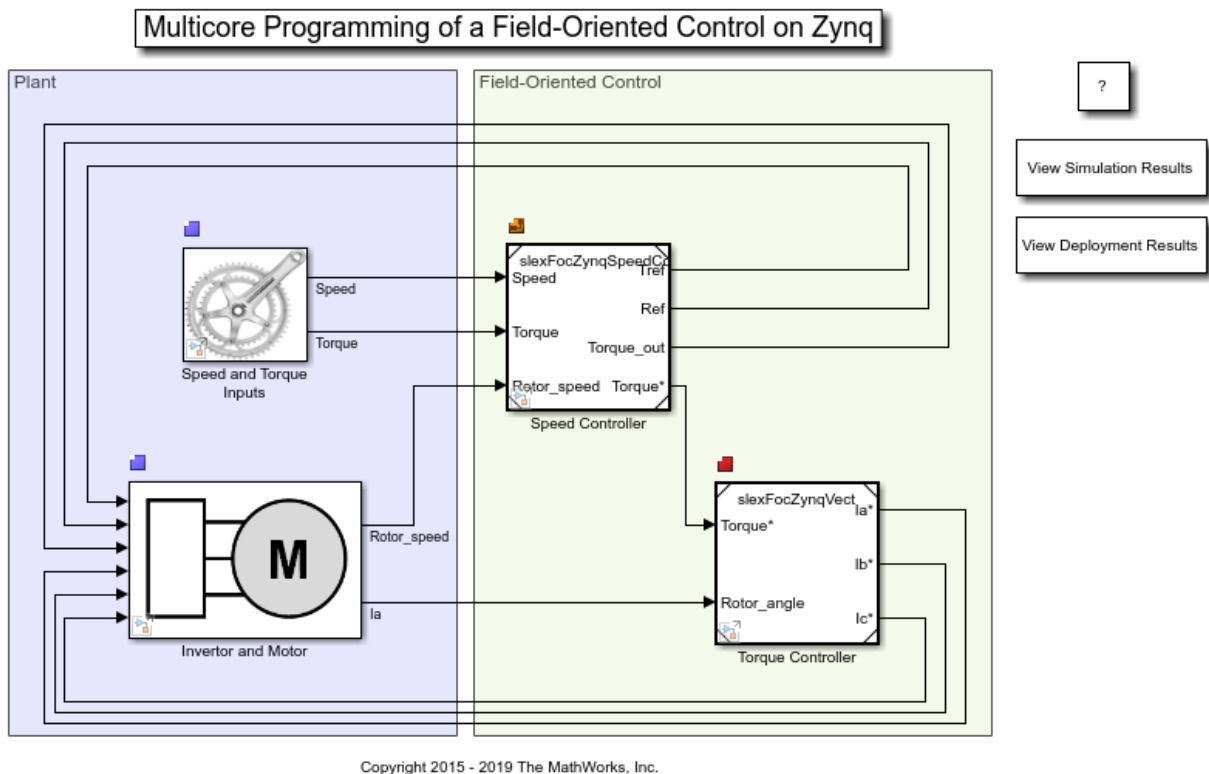 Multicore Programming of a Field-Oriented Control on Zynq
Plant
Field-Oriented Control
?
View Simulation Results
View Deployment Results
slexFocZynqSpeedCo
Speed
Torque
Rotor_speed
Tref
Ref
Torque_out
Torque*
Speed Controller
Speed
Torque
Speed and Torque
Inputs
M
Rotor_speed
Ia
Invertor and Motor
slexFocZynqVect
Torque*
Rotor_angle
Ia*
Ib*
Ic*
Torque Controller
Copyright 2015 - 2019 The MathWorks, Inc.